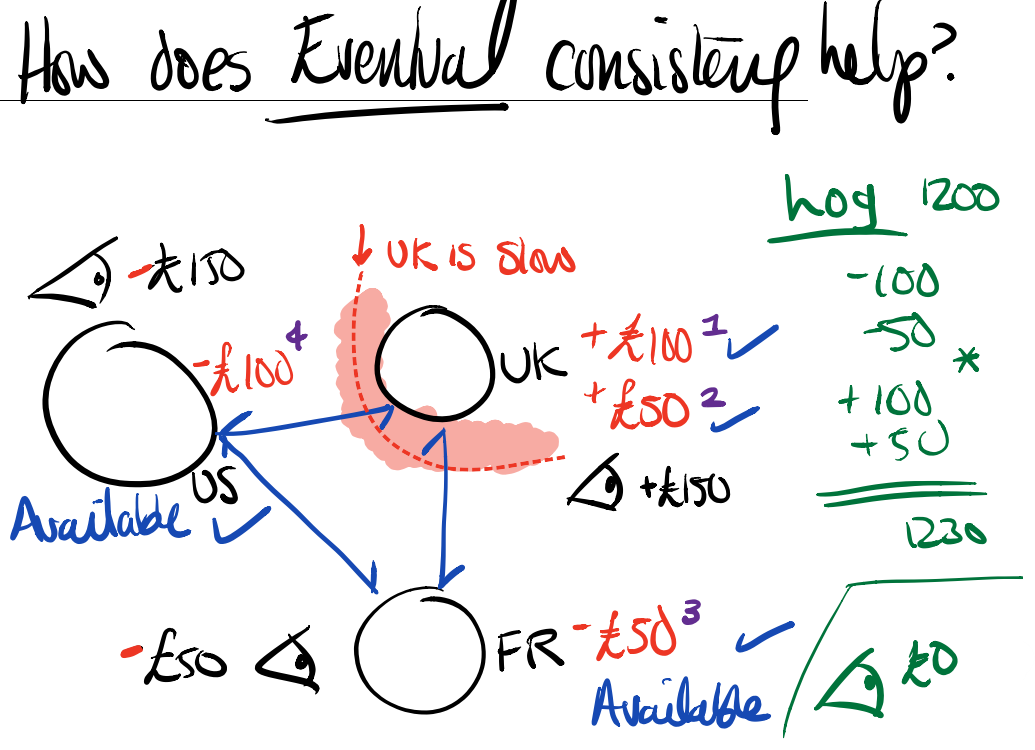 How does Eventual consistency help?
Log 1200
-100
-50
*
+100
+50
1230
£0
-£150
-£100 4
US
Available
↓ UK is slow
UK
+£100 1
+£50 2
+£150
-£50
FR
-£50 3
Available